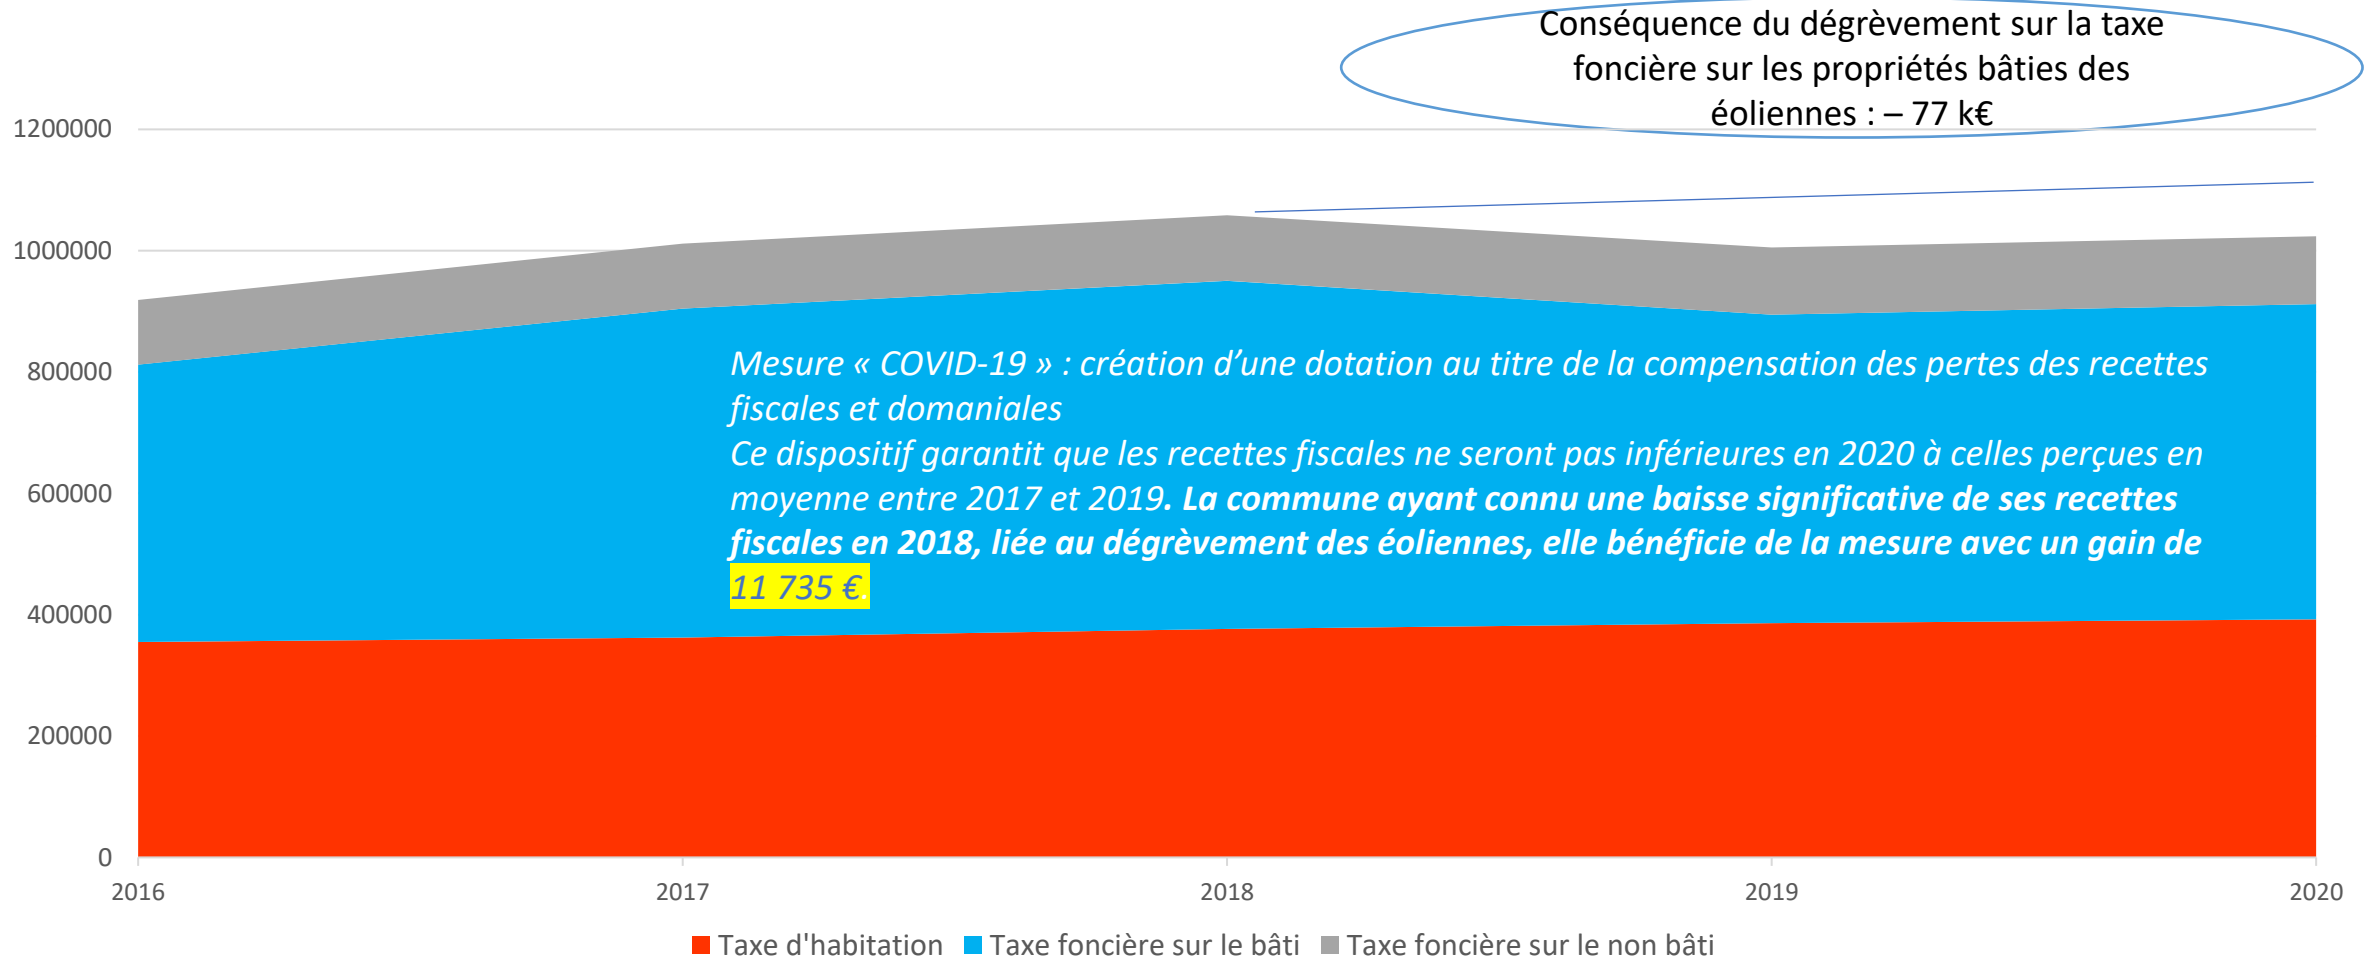 Conséquence du dégrèvement sur la taxe
foncière sur les propriétés bâties des
éoliennes : – 77 k€
1200000
1000000
800000
600000
400000
200000
0
Mesure « COVID-19 » : création d’une dotation au titre de la compensation des pertes des recettes
fiscales et domaniales
Ce dispositif garantit que les recettes fiscales ne seront pas inférieures en 2020 à celles perçues en
moyenne entre 2017 et 2019. La commune ayant connu une baisse significative de ses recettes
fiscales en 2018, liée au dégrèvement des éoliennes, elle bénéficie de la mesure avec un gain de
11 735 €.
2016 2017 2018 2019 2020
Taxe d'habitation Taxe foncière sur le bâti Taxe foncière sur le non bâti